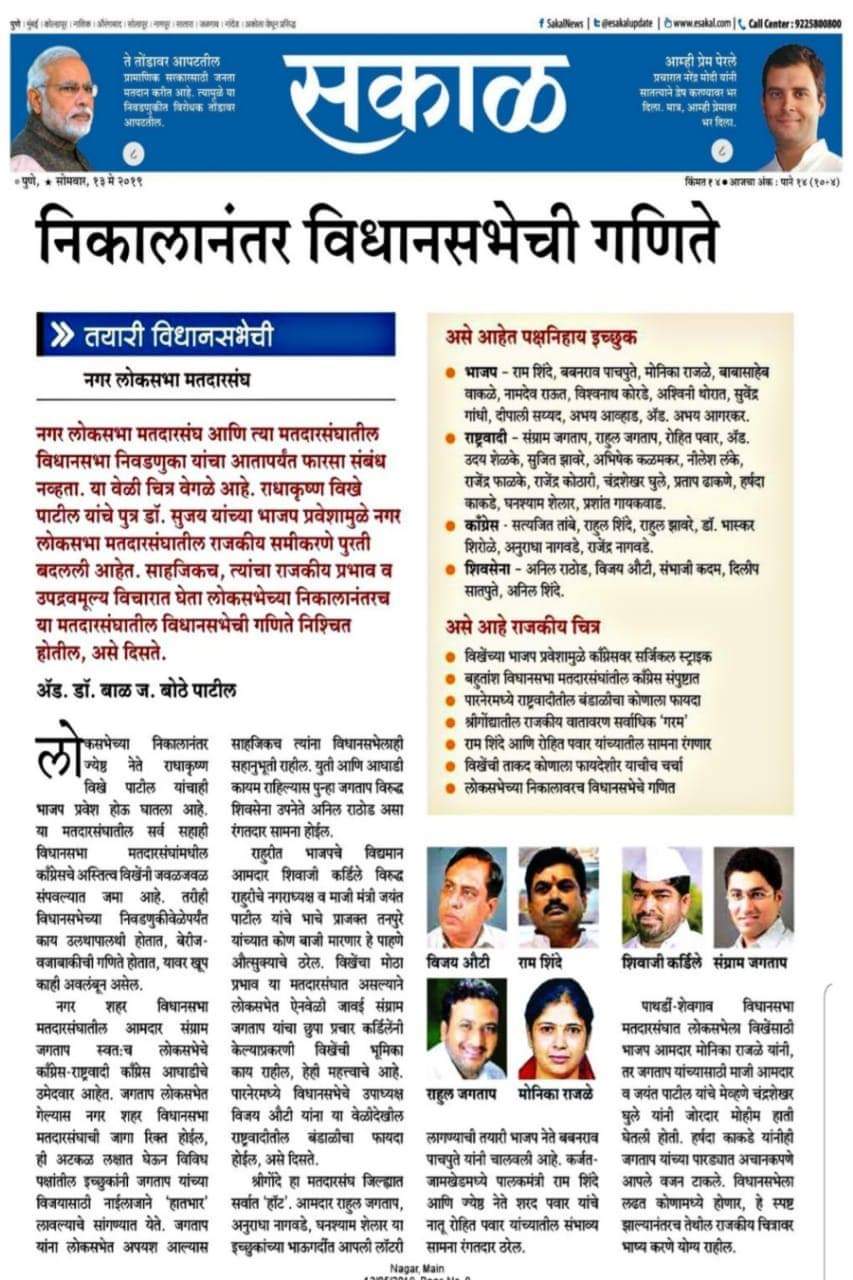 पुणे | मुंबई | कोल्हापूर | नाशिक | औरंगाबाद | सोलापूर | नागपूर | सातारा | जळगाव | नांदेड | अकोला येथून प्रसिद्ध
SakalNews | @esakalupdate | www.esakal.com | Call Center : 9225800800
ते तोंडावर आपटतील
प्रामाणिक सरकारसाठी जनता
मतदान करीत आहे. त्यामुळे या
निवडणुकीत विरोधक तोंडावर
आपटतील.
८
सकाळ
आम्ही प्रेम पेरले
प्रचारात नरेंद्र मोदी यांनी
सातत्याने द्वेष करण्यावर भर
दिला. मात्र, आम्ही प्रेमावर
भर दिला.
८
पुणे, ★ सोमवार, १३ मे २०१९
किंमत ₹ ४ ● आजचा अंक : पाने १४ (१०+४)
निकालानंतर विधानसभेची गणिते
» तयारी विधानसभेची
नगर लोकसभा मतदारसंघ
नगर लोकसभा मतदारसंघ आणि त्या मतदारसंघातील
विधानसभा निवडणुका यांचा आतापर्यंत फारसा संबंध
नव्हता. या वेळी चित्र वेगळे आहे. राधाकृष्ण विखे
पाटील यांचे पुत्र डॉ. सुजय यांच्या भाजप प्रवेशामुळे नगर
लोकसभा मतदारसंघातील राजकीय समीकरणे पुरती
बदलली आहेत. साहजिकच, त्यांचा राजकीय प्रभाव व
उपद्रवमूल्य विचारात घेता लोकसभेच्या निकालानंतरच
या मतदारसंघातील विधानसभेची गणिते निश्चित
होतील, असे दिसते.
ॲड. डॉ. बाळ ज. बोठे पाटील
लोकसभेच्या निकालानंतर
ज्येष्ठ नेते राधाकृष्ण
विखे पाटील यांचाही
भाजप प्रवेश होऊ घातला आहे.
या मतदारसंघातील सर्व सहाही
विधानसभा मतदारसंघांमधील
काँग्रेसचे अस्तित्व विखेंनी जवळजवळ
संपवल्यात जमा आहे. तरीही
विधानसभेच्या निवडणुकीवेळेपर्यंत
काय उलथापालथी होतात, बेरीज-
वजाबाकीची गणिते होतात, यावर खूप
काही अवलंबून असेल.
नगर शहर विधानसभा
मतदारसंघातील आमदार संग्राम
जगताप स्वतःच लोकसभेचे
काँग्रेस-राष्ट्रवादी काँग्रेस आघाडीचे
उमेदवार आहेत. जगताप लोकसभेत
गेल्यास नगर शहर विधानसभा
मतदारसंघाची जागा रिक्त होईल,
ही अटकळ लक्षात घेऊन विविध
पक्षांतील इच्छुकांनी जगताप यांच्या
विजयासाठी नाईलाजाने 'हातभार'
लावल्याचे सांगण्यात येते. जगताप
यांना लोकसभेत अपयश आल्यास
साहजिकच त्यांना विधानसभेलाही
सहानुभूती राहील. युती आणि आघाडी
कायम राहिल्यास पुन्हा जगताप विरुद्ध
शिवसेना उपनेते अनिल राठोड असा
रंगतदार सामना होईल.
राहुरीत भाजपचे विद्यमान
आमदार शिवाजी कर्डिले विरुद्ध
राहुरीचे नगराध्यक्ष व माजी मंत्री जयंत
पाटील यांचे भाचे प्राजक्त तनपुरे
यांच्यात कोण बाजी मारणार हे पाहणे
औत्सुक्याचे ठरेल. विखेंचा मोठा
प्रभाव या मतदारसंघात असल्याने
लोकसभेत ऐनवेळी जावई संग्राम
जगताप यांचा छुपा प्रचार कर्डिलेंनी
केल्याप्रकरणी विखेंची भूमिका
काय राहील, हेही महत्त्वाचे आहे.
पारनेरमध्ये विधानसभेचे उपाध्यक्ष
विजय औटी यांना या वेळीदेखील
राष्ट्रवादीतील बंडाळीचा फायदा
होईल, असे दिसते.
श्रीगोंदे हा मतदारसंघ जिल्ह्यात
सर्वात 'हॉट'. आमदार राहुल जगताप,
अनुराधा नागवडे, घनश्याम शेलार या
इच्छुकांच्या भाऊगर्दीत आपली लॉटरी
असे आहेत पक्षनिहाय इच्छुक
● भाजप - राम शिंदे, बबनराव पाचपुते, मोनिका राजळे, बाबासाहेब
वाकळे, नामदेव राऊत, विश्वनाथ कोरडे, अश्विनी थोरात, सुवेंद्र
गांधी, दीपाली सय्यद, अभय आव्हाड, ॲड. अभय आगरकर.
● राष्ट्रवादी - संग्राम जगताप, राहुल जगताप, रोहित पवार, ॲड.
उदय शेळके, सुजित झावरे, अभिषेक कळमकर, नीलेश लंके,
राजेंद्र फाळके, राजेंद्र कोठारी, चंद्रशेखर घुले, प्रताप ढाकणे, हर्षदा
काकडे, घनश्याम शेलार, प्रशांत गायकवाड.
● काँग्रेस - सत्यजित तांबे, राहुल शिंदे, राहुल झावरे, डॉ. भास्कर
शिरोळे, अनुराधा नागवडे, राजेंद्र नागवडे.
● शिवसेना - अनिल राठोड, विजय औटी, संभाजी कदम, दिलीप
सातपुते, अनिल शिंदे.
असे आहे राजकीय चित्र
● विखेंच्या भाजप प्रवेशामुळे काँग्रेसवर सर्जिकल स्ट्राइक
● बहुतांश विधानसभा मतदारसंघांतील काँग्रेस संपुष्टात
● पारनेरमध्ये राष्ट्रवादीतील बंडाळीचा कोणाला फायदा
● श्रीगोंद्यातील राजकीय वातावरण सर्वाधिक 'गरम'
● राम शिंदे आणि रोहित पवार यांच्यातील सामना रंगणार
● विखेंची ताकद कोणाला फायदेशीर याचीच चर्चा
● लोकसभेच्या निकालावरच विधानसभेचे गणित
विजय औटी
राम शिंदे
शिवाजी कर्डिले
संग्राम जगताप
राहुल जगताप
मोनिका राजळे
लागण्याची तयारी भाजप नेते बबनराव
पाचपुते यांनी चालवली आहे. कर्जत-
जामखेडमध्ये पालकमंत्री राम शिंदे
आणि ज्येष्ठ नेते शरद पवार यांचे
नातू रोहित पवार यांच्यातील संभाव्य
सामना रंगतदार ठरेल.
पाथर्डी-शेवगाव विधानसभा
मतदारसंघात लोकसभेला विखेंसाठी
भाजप आमदार मोनिका राजळे यांनी,
तर जगताप यांच्यासाठी माजी आमदार
व जयंत पाटील यांचे मेव्हणे चंद्रशेखर
घुले यांनी जोरदार मोहीम हाती
घेतली होती. हर्षदा काकडे यांनीही
जगताप यांच्या पारड्यात अचानकपणे
आपले वजन टाकले. विधानसभेला
लढत कोणामध्ये होणार, हे स्पष्ट
झाल्यानंतरच तेथील राजकीय चित्रावर
भाष्य करणे योग्य राहील.
Nagar, Main